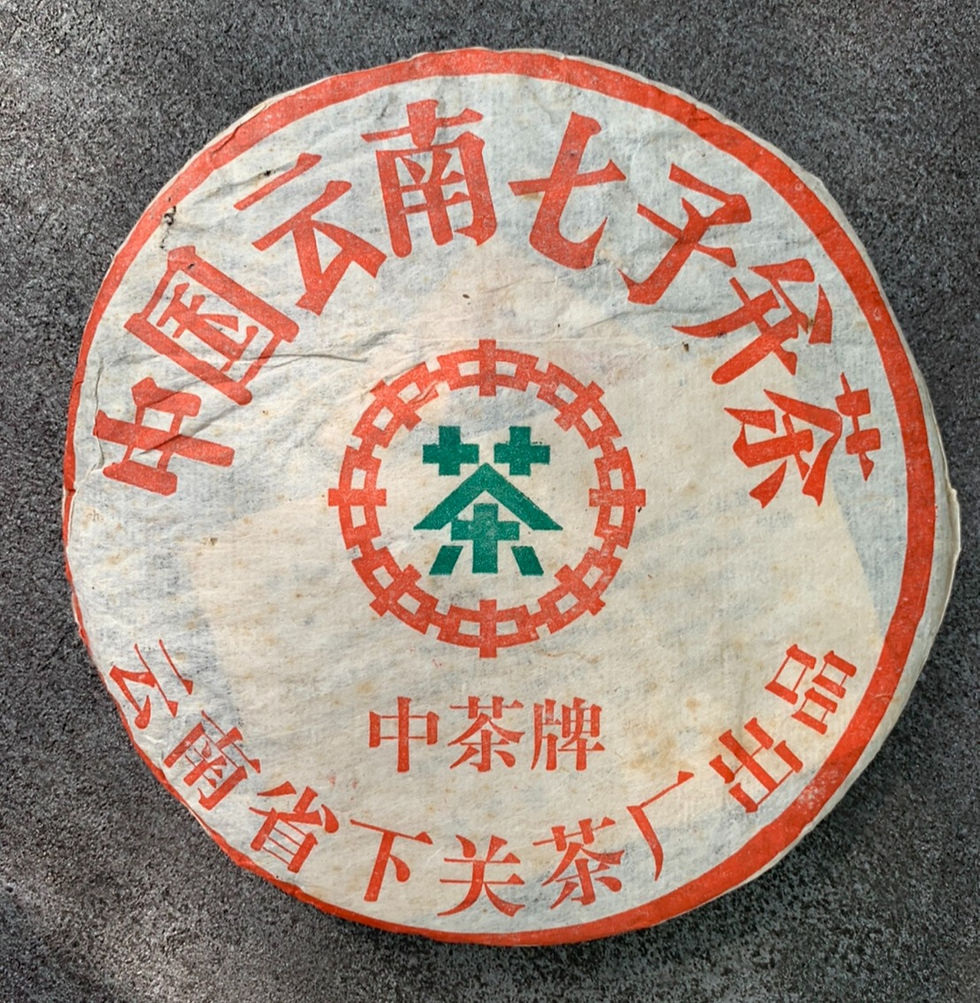 中国云南七子饼茶
茶
中茶牌
云南省下关茶厂出品